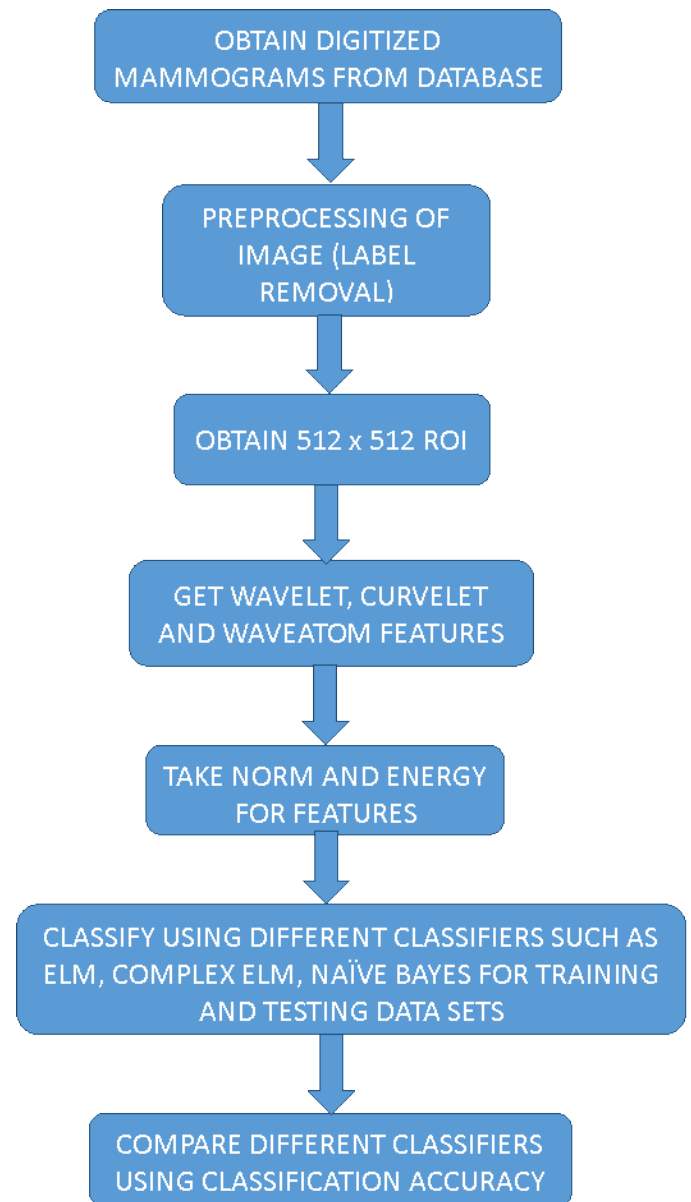 OBTAIN DIGITIZED
MAMMOGRAMS FROM DATABASE
PREPROCESSING OF
IMAGE (LABEL
REMOVAL)
OBTAIN 512 x 512 ROI
GET WAVELET, CURVELET
AND WAVEATOM FEATURES
TAKE NORM AND ENERGY
FOR FEATURES
CLASSIFY USING DIFFERENT CLASSIFIERS SUCH AS
ELM, COMPLEX ELM, NAÏVE BAYES FOR TRAINING
AND TESTING DATA SETS
COMPARE DIFFERENT CLASSIFIERS
USING CLASSIFICATION ACCURACY